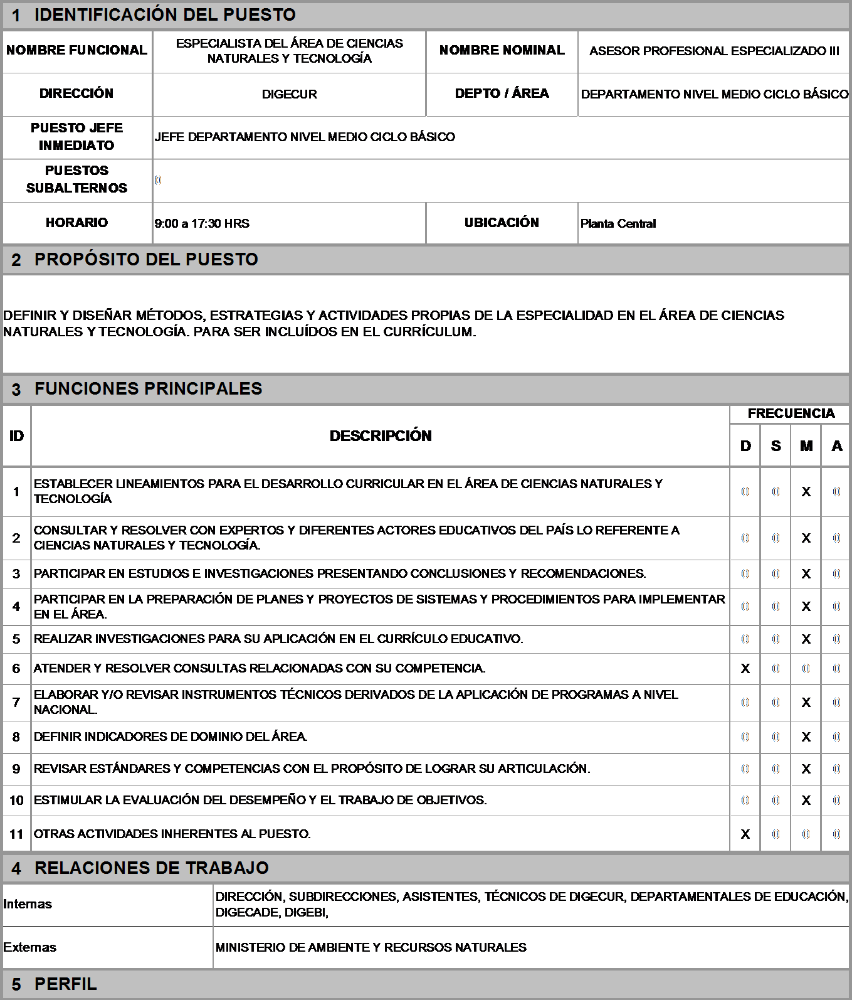 1 IDENTIFICACIÓN DEL PUESTO
NOMBRE FUNCIONAL
ESPECIALISTA DEL ÁREA DE CIENCIAS
NATURALES Y TECNOLOGÍA
NOMBRE NOMINAL
ASESOR PROFESIONAL ESPECIALIZADO III
DIRECCIÓN
DIGECUR
DEPTO / ÁREA
DEPARTAMENTO NIVEL MEDIO CICLO BÁSICO
PUESTO JEFE
INMEDIATO
JEFE DEPARTAMENTO NIVEL MEDIO CICLO BÁSICO
PUESTOS
SUBALTERNOS
0
HORARIO
9:00 a 17:30 HRS
UBICACIÓN
Planta Central
2 PROPÓSITO DEL PUESTO
DEFINIR Y DISEÑAR MÉTODOS, ESTRATEGIAS Y ACTIVIDADES PROPIAS DE LA ESPECIALIDAD EN EL ÁREA DE CIENCIAS
NATURALES Y TECNOLOGÍA. PARA SER INCLUÍDOS EN EL CURRÍCULUM.
3 FUNCIONES PRINCIPALES
ID
DESCRIPCIÓN
FRECUENCIA
D S M A
1 ESTABLECER LINEAMIENTOS PARA EL DESARROLLO CURRICULAR EN EL ÁREA DE CIENCIAS NATURALES Y
TECNOLOGÍA
0 0 X 0
2 CONSULTAR Y RESOLVER CON EXPERTOS Y DIFERENTES ACTORES EDUCATIVOS DEL PAÍS LO REFERENTE A
CIENCIAS NATURALES Y TECNOLOGÍA.
0 0 X 0
3 PARTICIPAR EN ESTUDIOS E INVESTIGACIONES PRESENTANDO CONCLUSIONES Y RECOMENDACIONES. 0 0 X 0
4 PARTICIPAR EN LA PREPARACIÓN DE PLANES Y PROYECTOS DE SISTEMAS Y PROCEDIMIENTOS PARA IMPLEMENTAR
EN EL ÁREA.
0 0 X 0
5 REALIZAR INVESTIGACIONES PARA SU APLICACIÓN EN EL CURRÍCULO EDUCATIVO. 0 0 X 0
6 ATENDER Y RESOLVER CONSULTAS RELACIONADAS CON SU COMPETENCIA. X 0 0 0
7 ELABORAR Y/O REVISAR INSTRUMENTOS TÉCNICOS DERIVADOS DE LA APLICACIÓN DE PROGRAMAS A NIVEL
NACIONAL.
0 0 X 0
8 DEFINIR INDICADORES DE DOMINIO DEL ÁREA. 0 0 X 0
9 REVISAR ESTÁNDARES Y COMPETENCIAS CON EL PROPÓSITO DE LOGRAR SU ARTICULACIÓN. 0 0 X 0
10 ESTIMULAR LA EVALUACIÓN DEL DESEMPEÑO Y EL TRABAJO DE OBJETIVOS. 0 0 X 0
11 OTRAS ACTIVIDADES INHERENTES AL PUESTO. X 0 0 0
4 RELACIONES DE TRABAJO
Internas
DIRECCIÓN, SUBDIRECCIONES, ASISTENTES, TÉCNICOS DE DIGECUR, DEPARTAMENTALES DE EDUCACIÓN,
DIGECADE, DIGEBI,
Externas
MINISTERIO DE AMBIENTE Y RECURSOS NATURALES
5 PERFIL